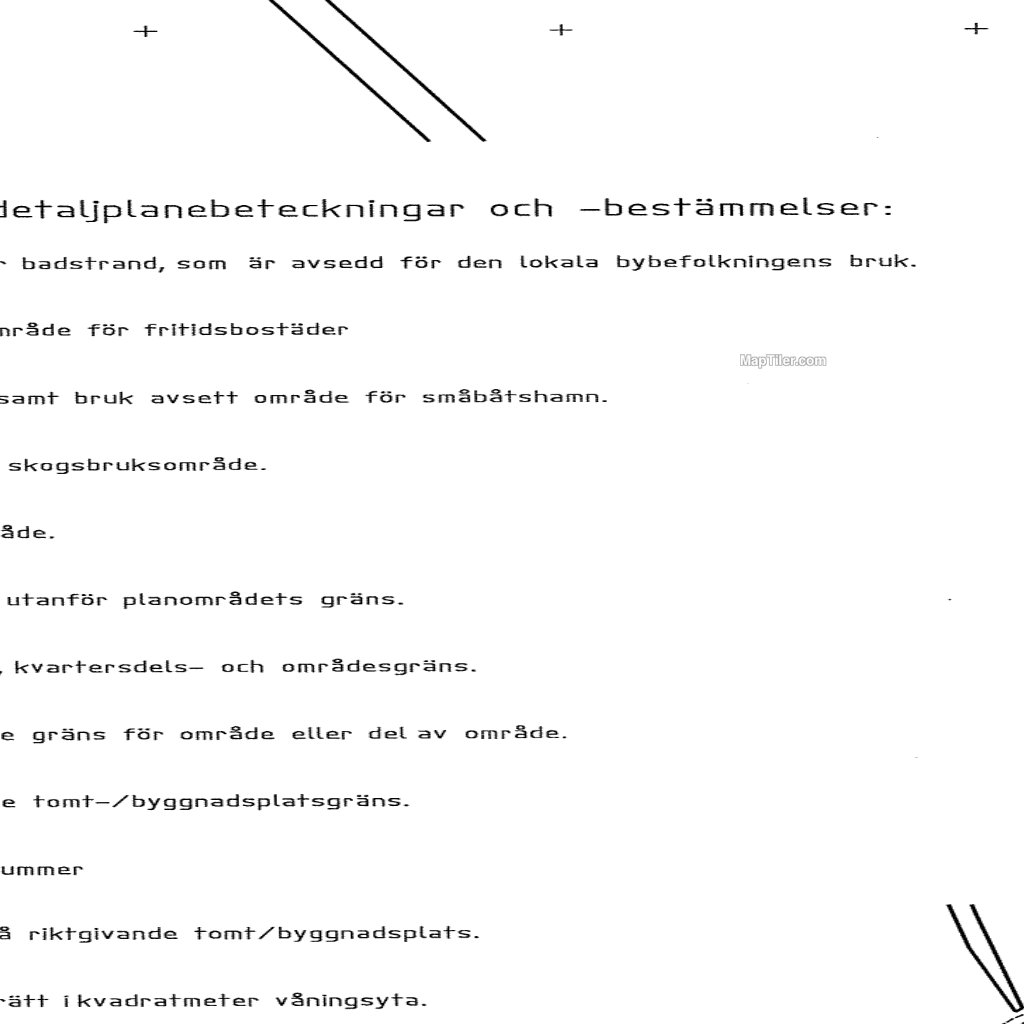 detaljplanebeteckningar och -bestämmelser:
badstrand, som är avsedd för den lokala bybefolkningens bruk.
mråde för fritidsbostäder
MapTiler.com
samt bruk avsett område för småbåtshamn.
skogsbruksområde.
åde.
utanför planområdets gräns.
, kvartersdels- och områdesgräns.
e gräns för område eller del av område.
e tomt-/byggnadsplatsgräns.
ummer
å riktgivande tomt/byggnadsplats.
rätt i kvadratmeter våningsyta.